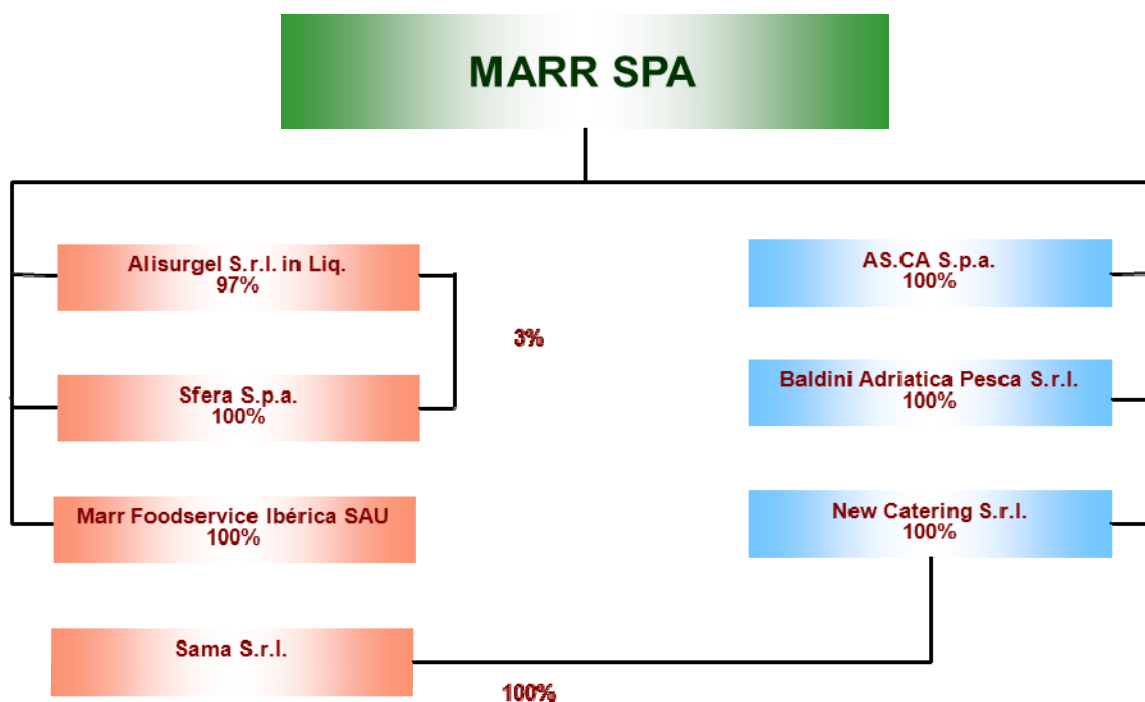 MARR SPA
Alisurgel S.r.l. in Liq.
97%
3%
Sfera S.p.a.
100%
Marr Foodservice Ibérica SAU
100%
Sama S.r.l.
100%
AS.CA S.p.a.
100%
Baldini Adriatica Pesca S.r.l.
100%
New Catering S.r.l.
100%